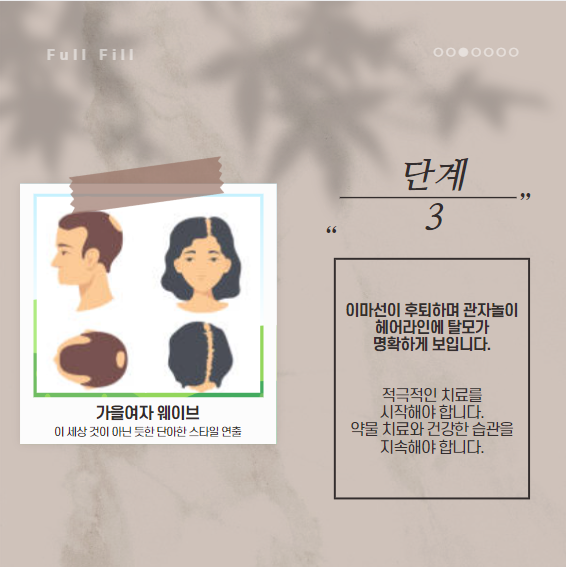 Full Fill
단계
3
“
”
이마선이 후퇴하며 관자놀이
헤어라인에 탈모가
명확하게 보입니다.
적극적인 치료를
시작해야 합니다.
약물 치료와 건강한 습관을
지속해야 합니다.
가을여자 웨이브
이 세상 것이 아닌 듯한 단아한 스타일 연출